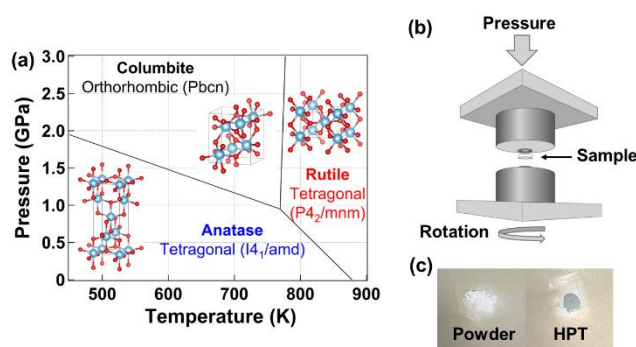 (a)
3.0
2.5
2.0
1.5
1.0
0.5
0
Pressure (GPa)
Columbite
Orthorhombic (Pbcn)
Rutile
Tetragonal
(P4₂/mnm)
Anatase
Tetragonal (I4₁/amd)
500 600 700 800 900
Temperature (K)
(b)
Pressure
Sample
Rotation
(c)
Powder HPT